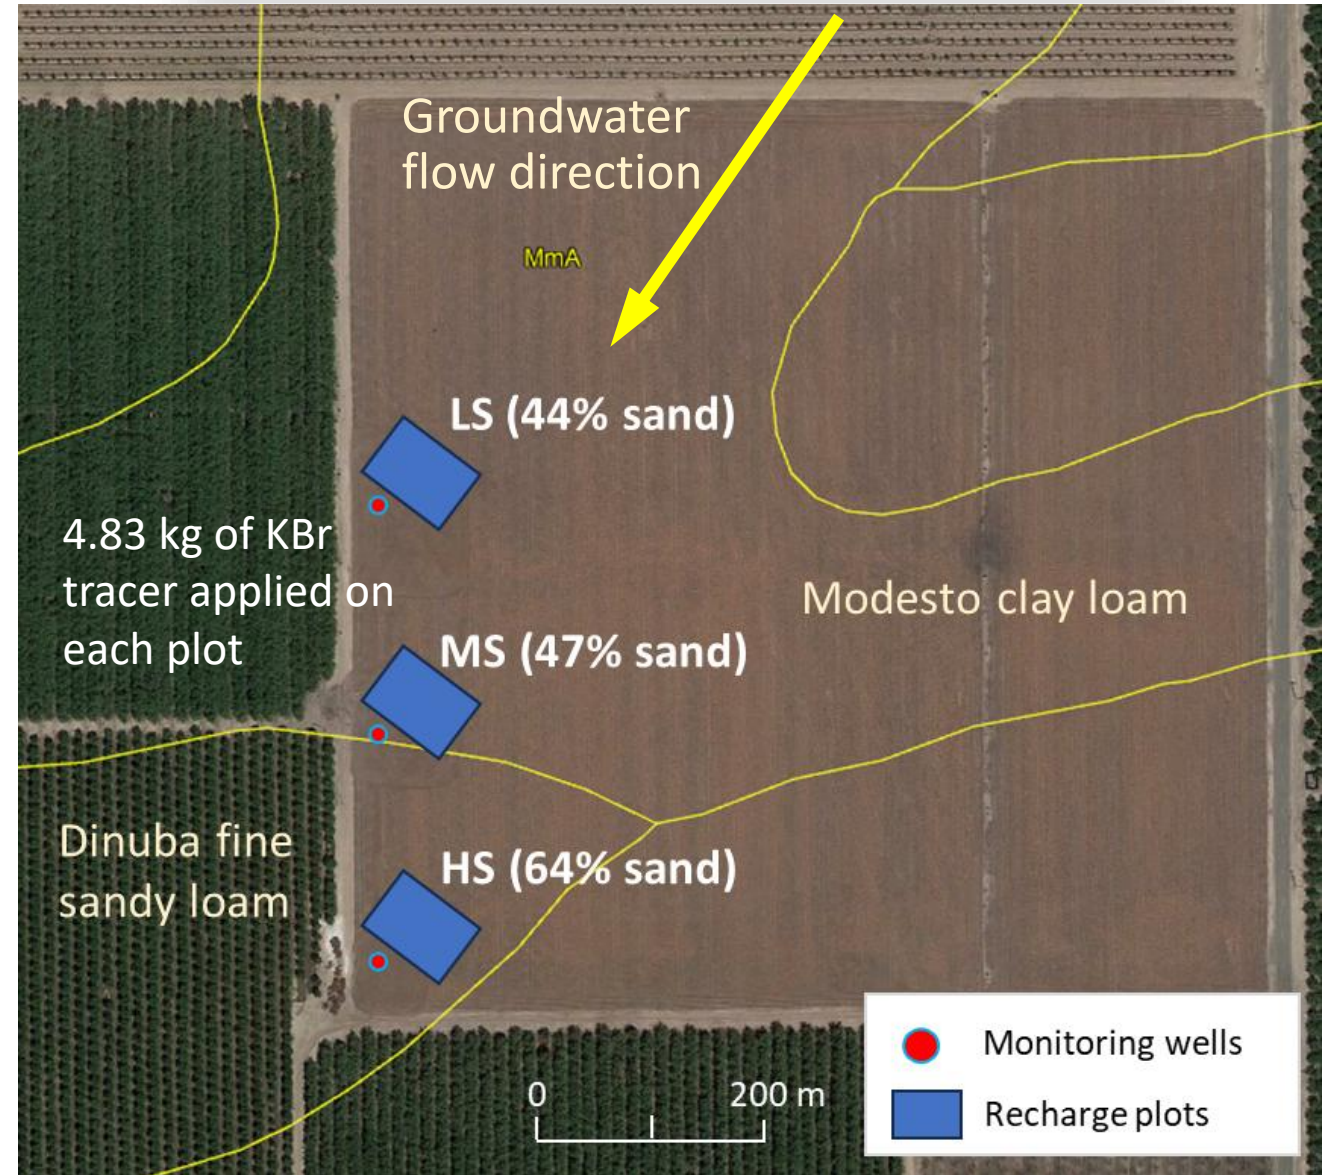 Groundwater
flow direction
MmA
LS (44% sand)
4.83 kg of KBr
tracer applied on
each plot
Modesto clay loam
MS (47% sand)
Dinuba fine
sandy loam
HS (64% sand)
0 200 m
Monitoring wells
Recharge plots